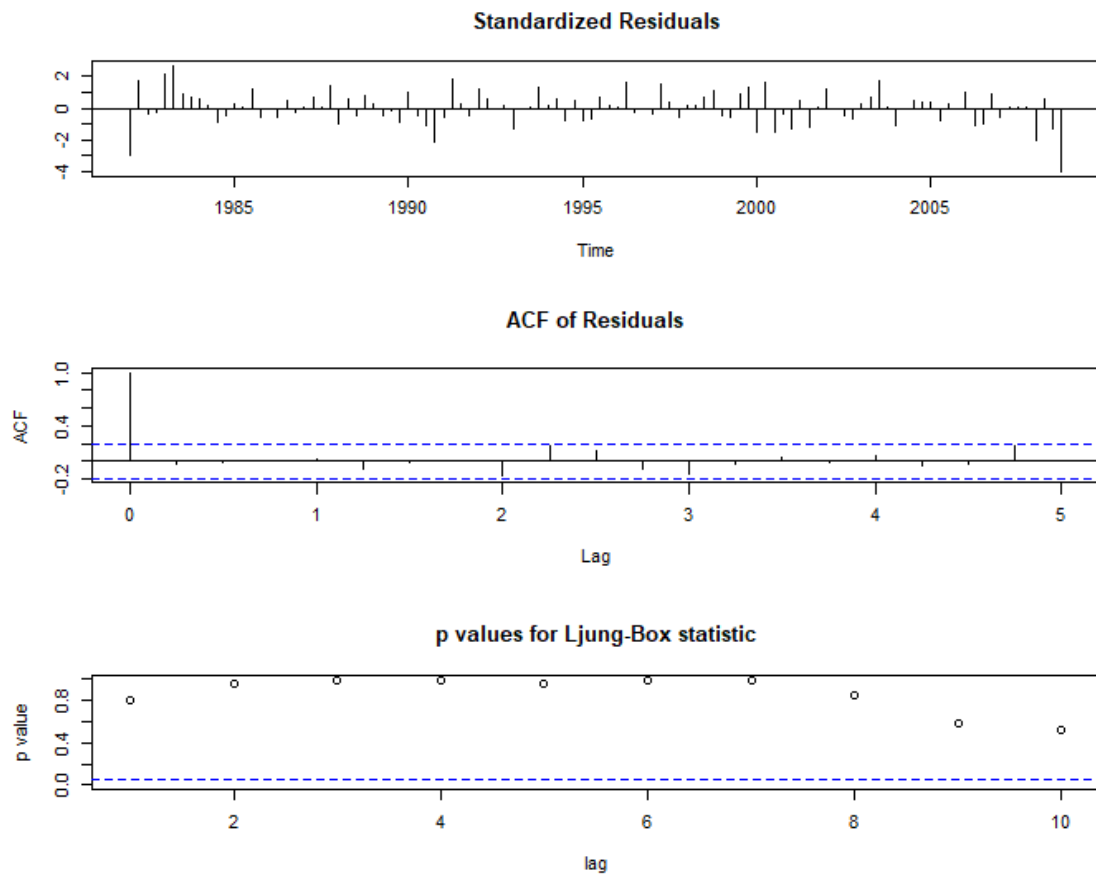 Standardized Residuals
2
0
-2
-4
1985 1990 1995 2000 2005
Time
ACF of Residuals
ACF
1.0
0.4
-0.2
0 1 2 3 4 5
Lag
p values for Ljung-Box statistic
p value
0.8
0.4
0.0
2 4 6 8 10
lag